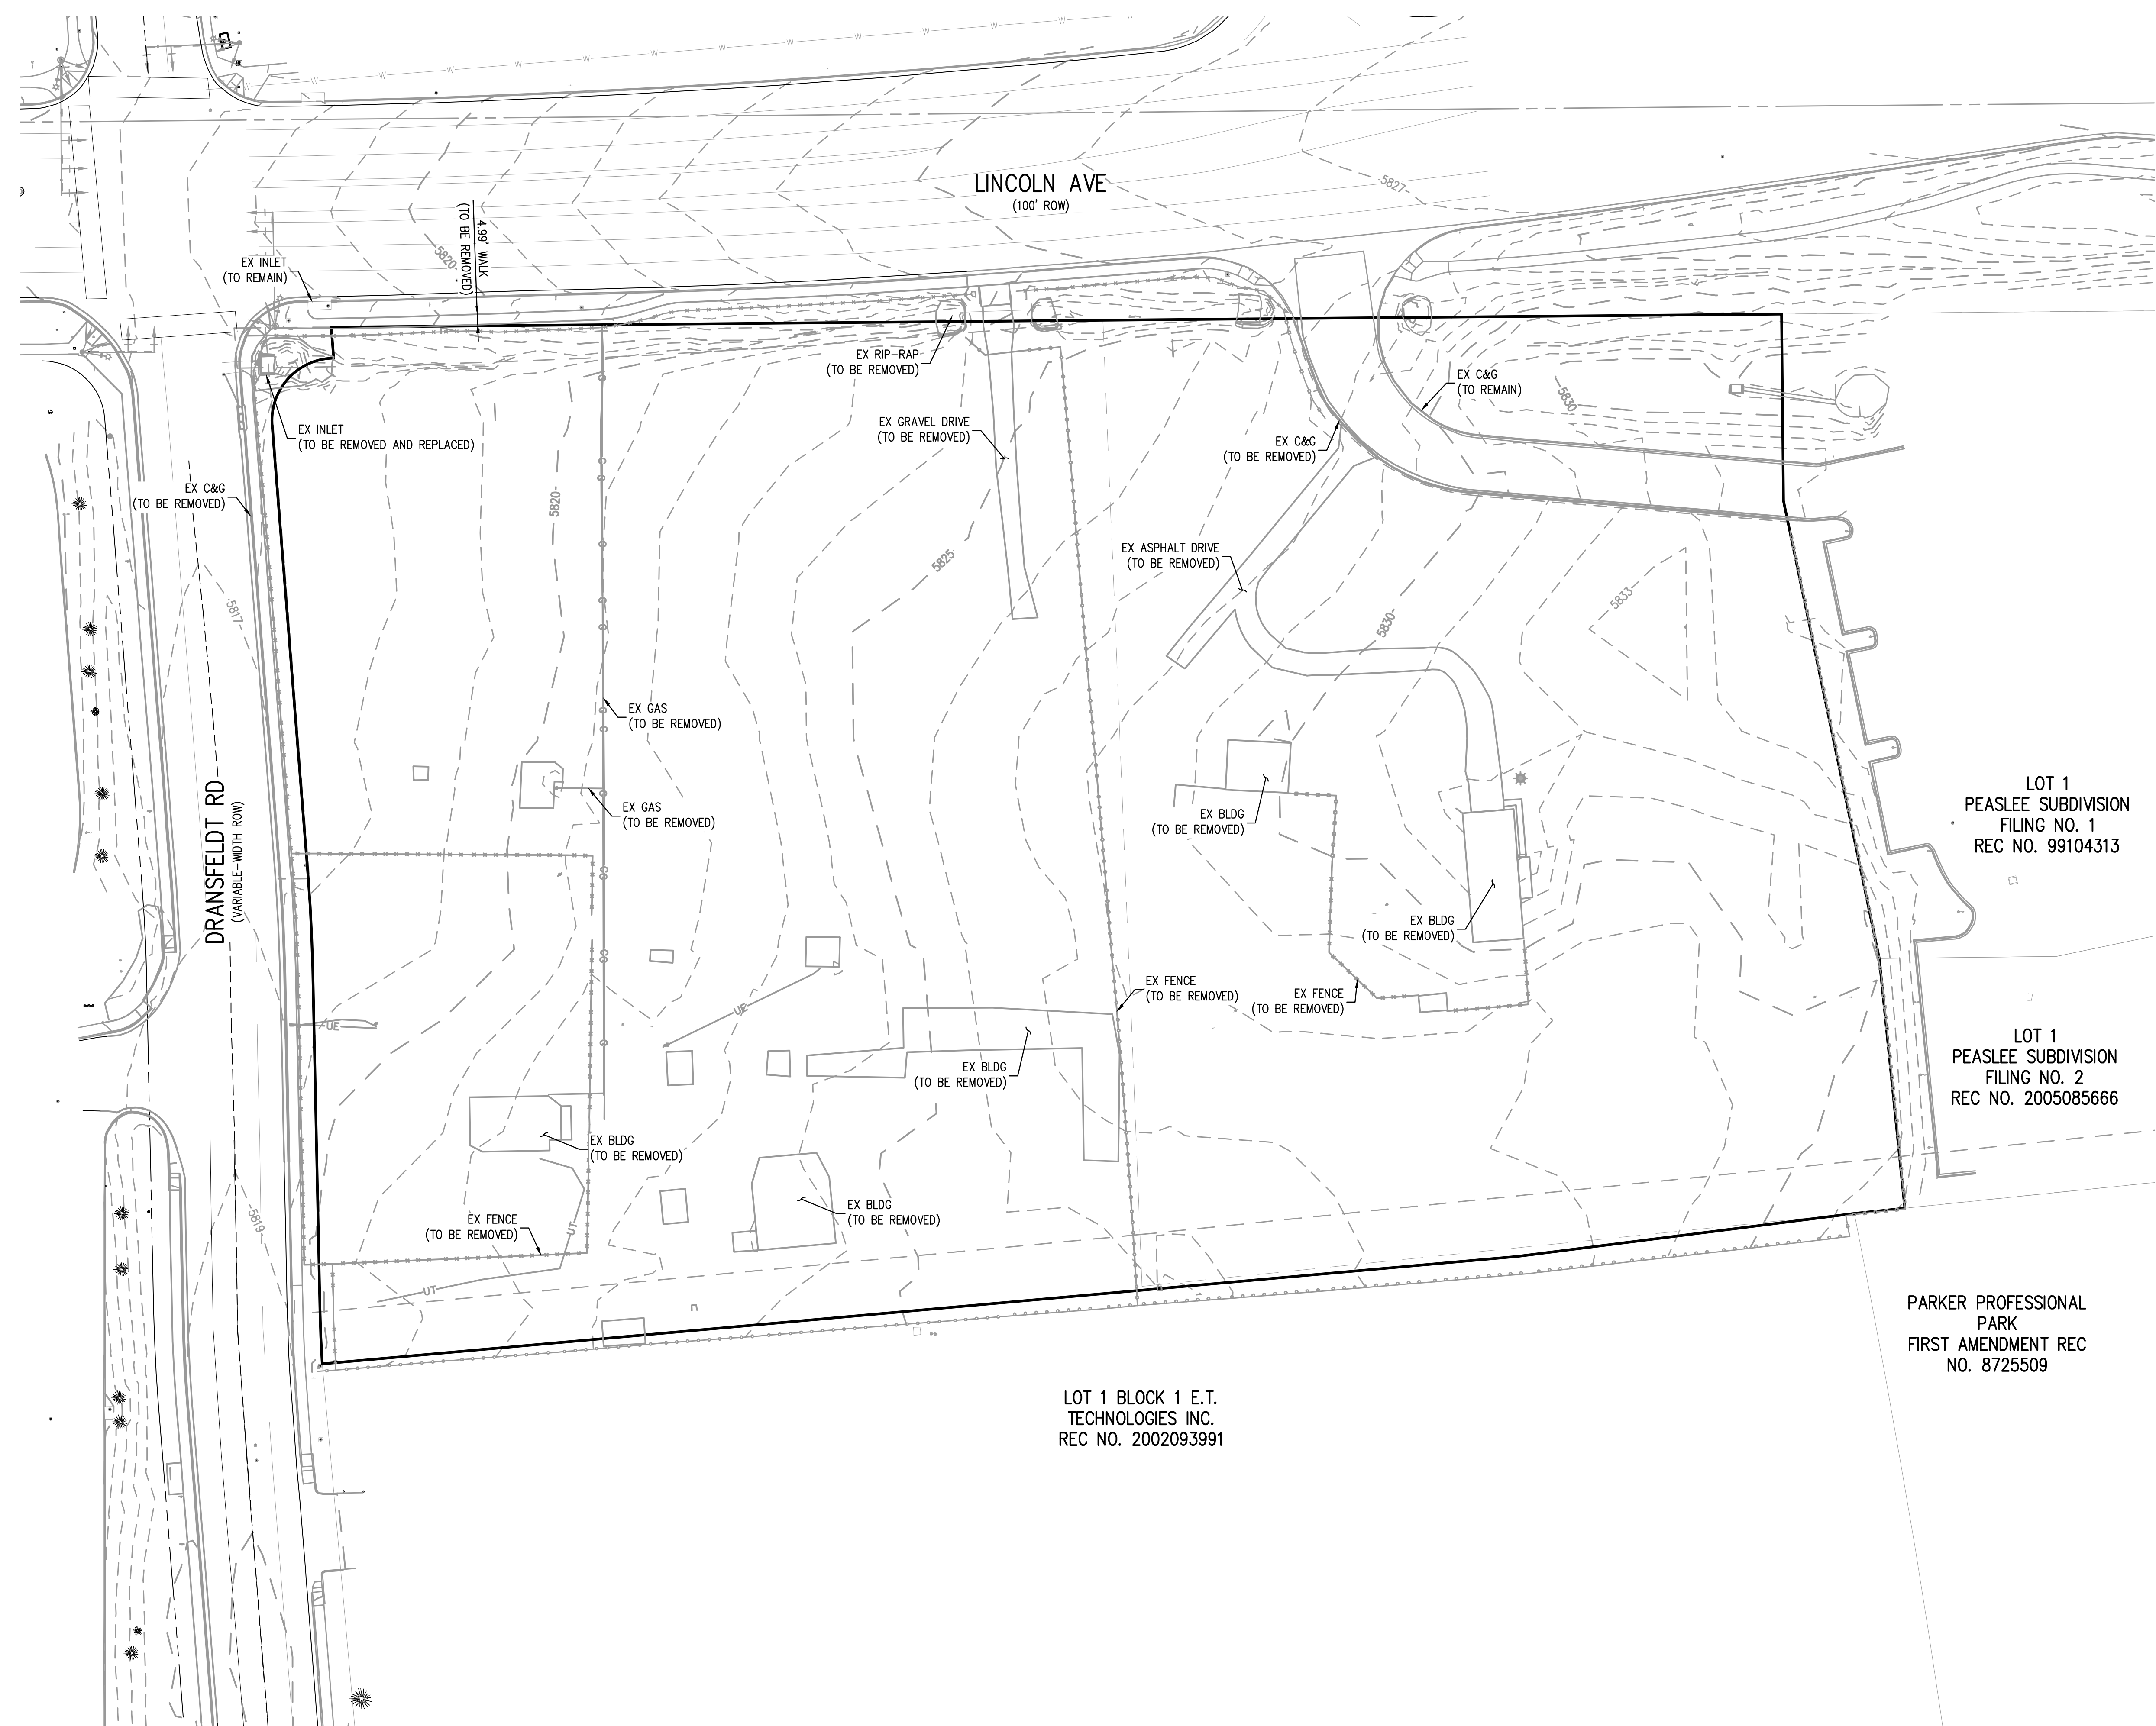 LINCOLN AVE
(100' ROW)
-5827-
4.99' WALK
(TO BE REMOVED)
-5820-
EX INLET
(TO REMAIN)
EX RIP-RAP
(TO BE REMOVED)
EX C&G
(TO REMAIN)
5830
EX GRAVEL DRIVE
(TO BE REMOVED)
EX C&G
(TO BE REMOVED)
EX INLET
(TO BE REMOVED AND REPLACED)
EX C&G
(TO BE REMOVED)
-5820-
5825
EX ASPHALT DRIVE
(TO BE REMOVED)
-5817-
5833
5830-
EX GAS
(TO BE REMOVED)
EX GAS
(TO BE REMOVED)
EX BLDG
(TO BE REMOVED)
DRANSFELDT RD
(VARIABLE-WIDTH ROW)
LOT 1
PEASLEE SUBDIVISION
FILING NO. 1
REC NO. 99104313
EX BLDG
(TO BE REMOVED)
EX FENCE
(TO BE REMOVED)
EX FENCE
(TO BE REMOVED)
UE
UE
EX BLDG
(TO BE REMOVED)
LOT 1
PEASLEE SUBDIVISION
FILING NO. 2
REC NO. 2005085666
EX BLDG
(TO BE REMOVED)
EX BLDG
(TO BE REMOVED)
EX FENCE
(TO BE REMOVED)
-5819-
UT
UT
PARKER PROFESSIONAL
PARK
FIRST AMENDMENT REC
NO. 8725509
LOT 1 BLOCK 1 E.T.
TECHNOLOGIES INC.
REC NO. 2002093991